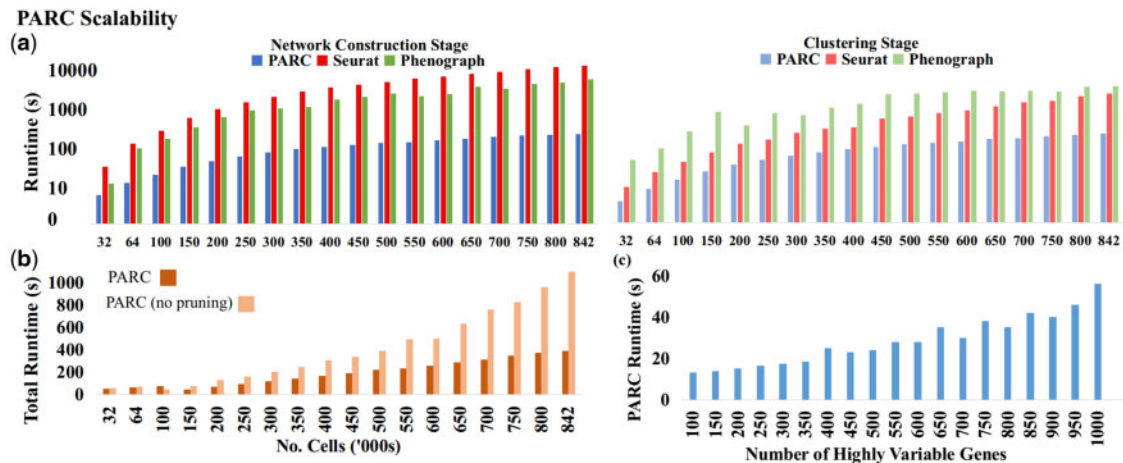 PARC Scalability
(a)
Network Construction Stage
PARC Seurat Phenograph
Runtime (s)
10000
1000
100
10
0
32 64 100 150 200 250 300 350 400 450 500 550 600 650 700 750 800 842
Clustering Stage
PARC Seurat Phenograph
32 64 100 150 200 250 300 350 400 450 500 550 600 650 700 750 800 842
(b)
PARC
PARC (no pruning)
Total Runtime (s)
1000
800
600
400
200
0
32 64 100 150 200 250 300 350 400 450 500 550 600 650 700 750 800 842
No. Cells ('000s)
(c)
PARC Runtime (s)
60
40
20
0
100 150 200 250 300 350 400 450 500 550 600 650 700 750 800 850 900 950 1000
Number of Highly Variable Genes